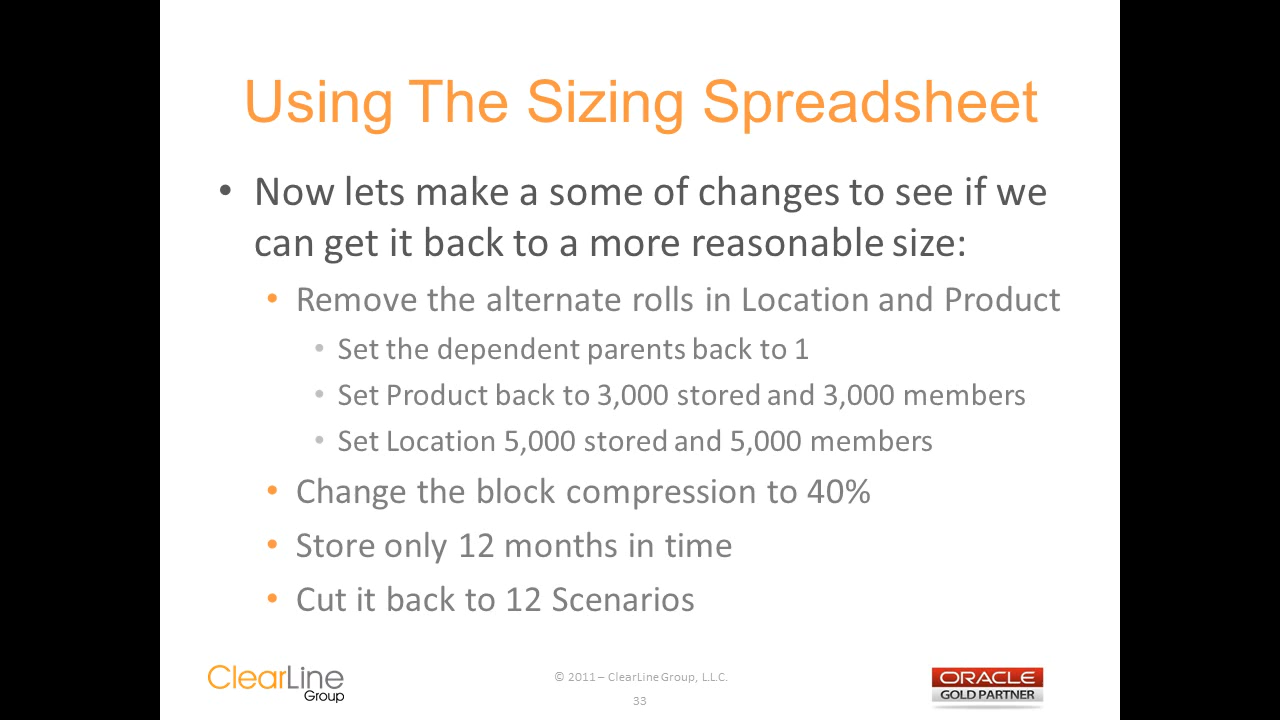 Using The Sizing Spreadsheet
• Now lets make a some of changes to see if we
can get it back to a more reasonable size:
• Remove the alternate rolls in Location and Product
• Set the dependent parents back to 1
• Set Product back to 3,000 stored and 3,000 members
• Set Location 5,000 stored and 5,000 members
• Change the block compression to 40%
• Store only 12 months in time
• Cut it back to 12 Scenarios
ClearLine
Group
© 2011 – ClearLine Group, L.L.C.
33
ORACLE
GOLD PARTNER